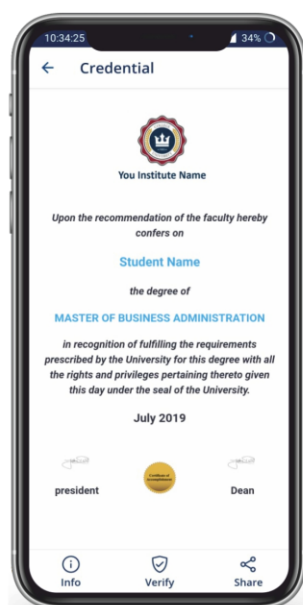 10:34:25
34%
Credential
You Institute Name
Upon the recommendation of the faculty hereby
confers on
Student Name
the degree of
MASTER OF BUSINESS ADMINISTRATION
in recognition of fulfilling the requirements
prescribed by the University for this degree with all
the rights and privileges pertaining thereto given
this day under the seal of the University.
July 2019
president
Dean
Info
Verify
Share